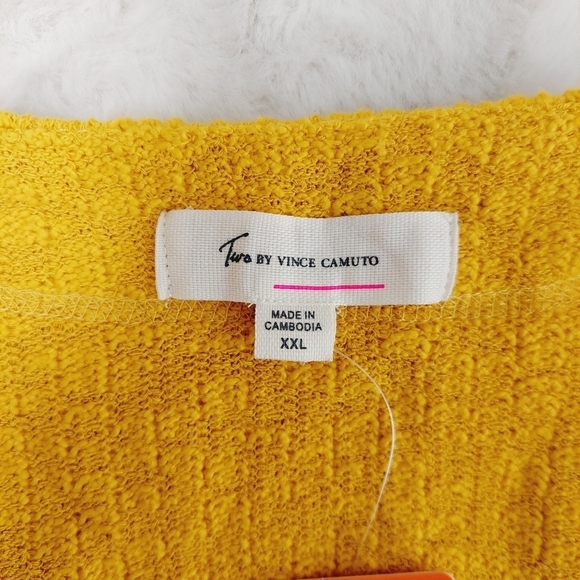 Two BY VINCE CAMUTO
MADE IN
CAMBODIA
XXL